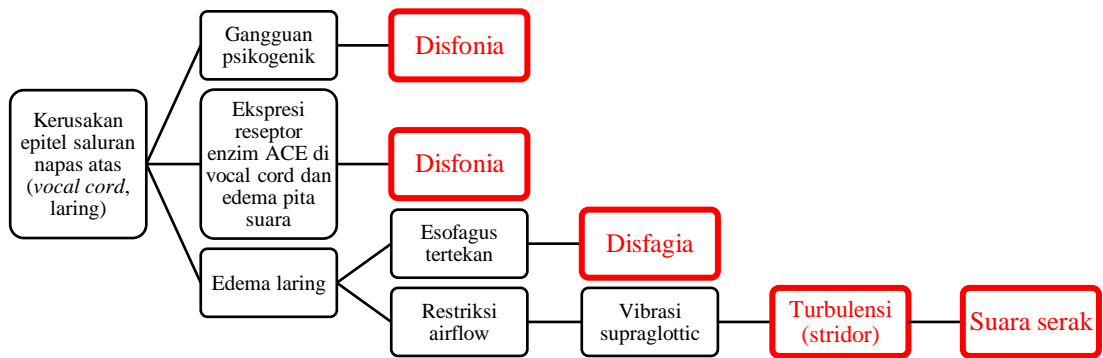 Kerusakan
epitel saluran
napas atas
(vocal cord,
laring)
Gangguan
psikogenik
Disfonia
Ekspresi
reseptor
enzim ACE di
vocal cord dan
edema pita
suara
Disfonia
Edema laring
Esofagus
tertekan
Disfagia
Restriksi
airflow
Vibrasi
supraglottic
Turbulensi
(stridor)
Suara serak